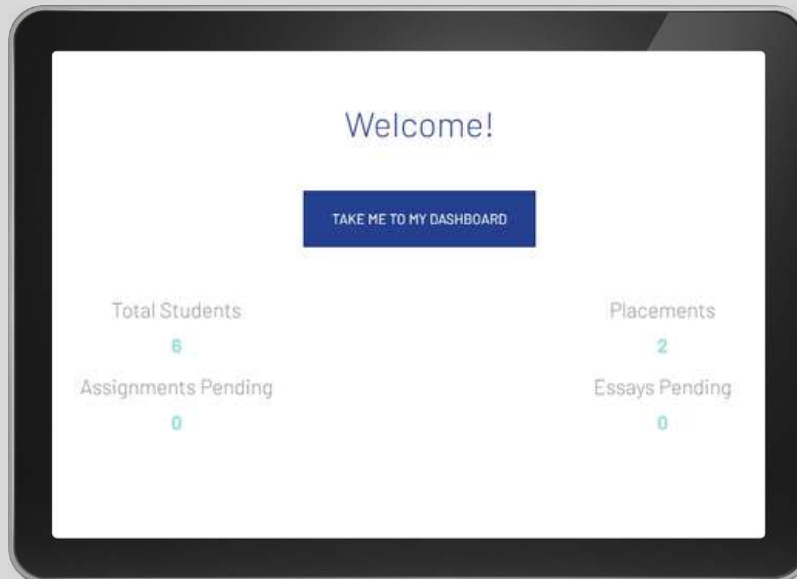 Welcome!
TAKE ME TO MY DASHBOARD
Total Students
6
Placements
2
Assignments Pending
0
Essays Pending
0